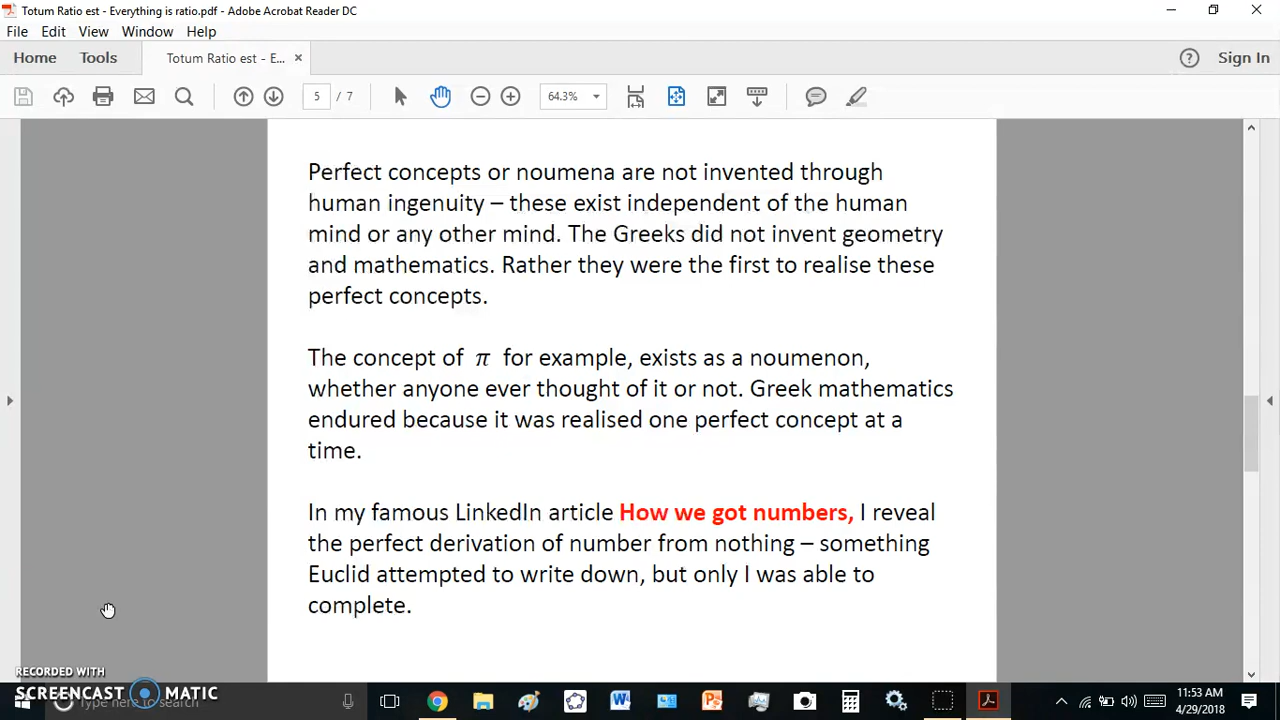 Totum Ratio est - Everything is ratio.pdf - Adobe Acrobat Reader DC
File Edit View Window Help
Home Tools Totum Ratio est - E... × Sign In
5 / 7 64.3%
Perfect concepts or noumena are not invented through
human ingenuity – these exist independent of the human
mind or any other mind. The Greeks did not invent geometry
and mathematics. Rather they were the first to realise these
perfect concepts.
The concept of π for example, exists as a noumenon,
whether anyone ever thought of it or not. Greek mathematics
endured because it was realised one perfect concept at a
time.
In my famous LinkedIn article How we got numbers, I reveal
the perfect derivation of number from nothing – something
Euclid attempted to write down, but only I was able to
complete.
RECORDED WITH
SCREENCAST MATIC
Type here to search
11:53 AM
4/29/2018